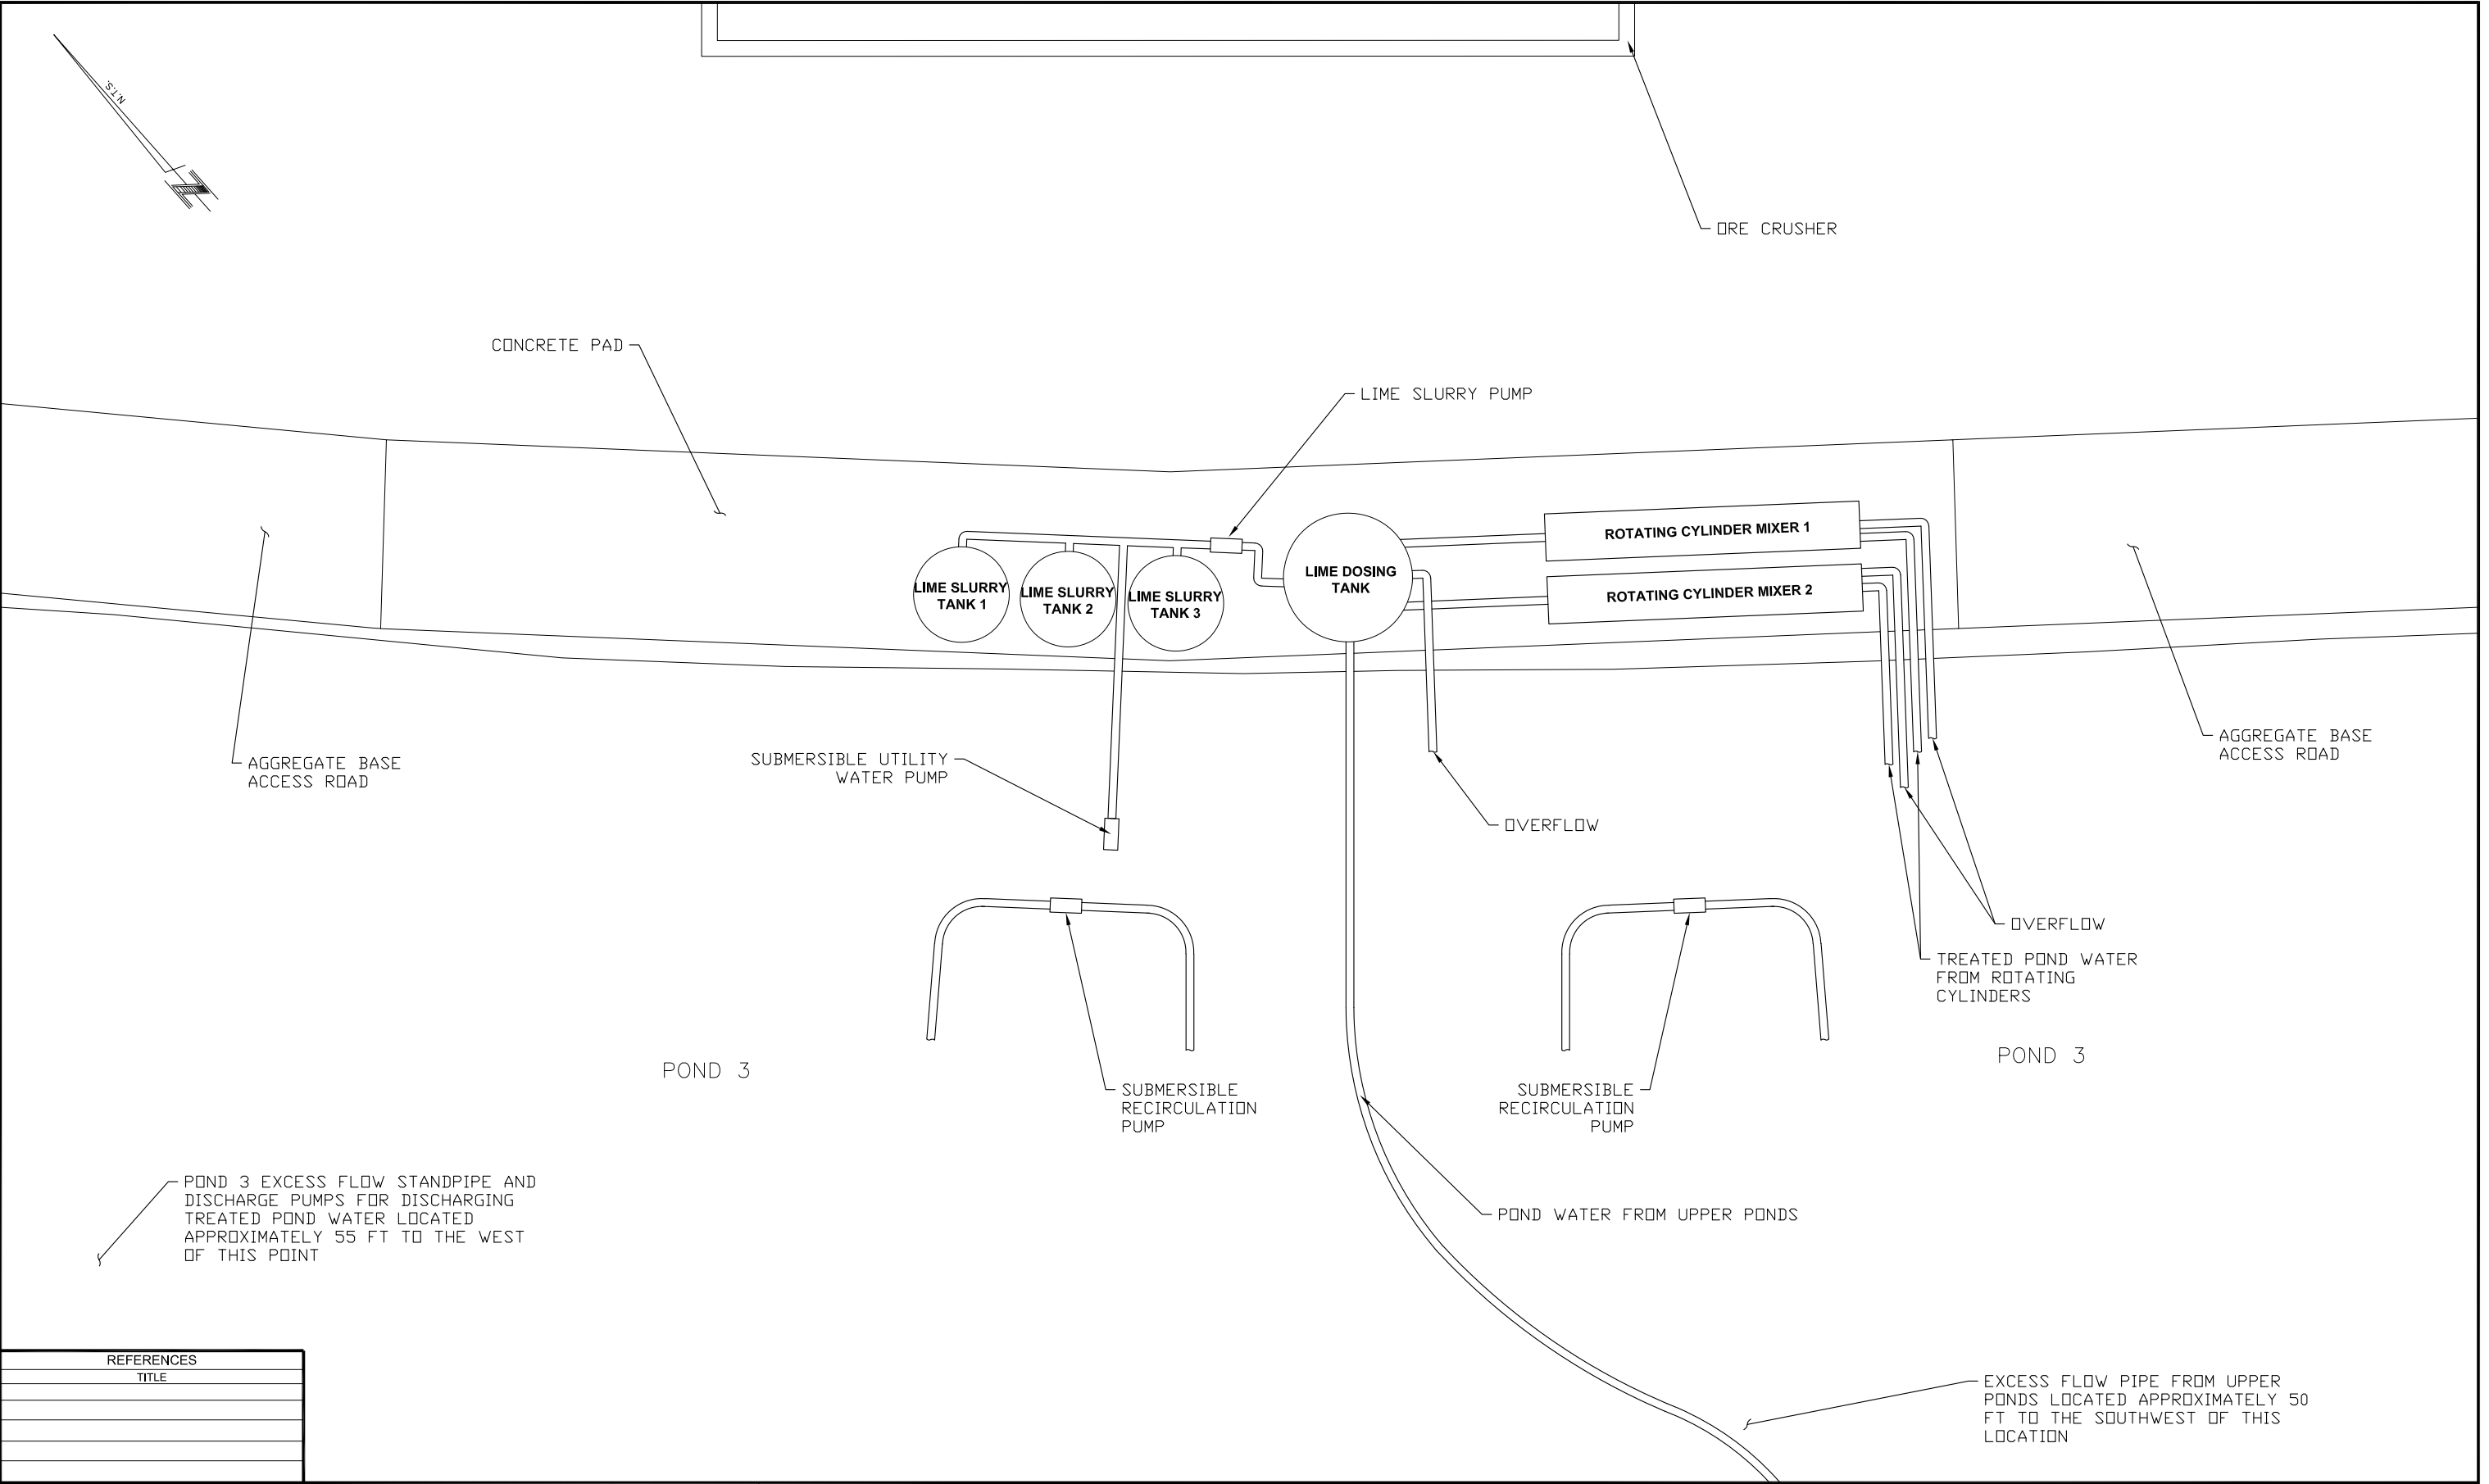 N.T.S.
N
ORE CRUSHER
CONCRETE PAD
LIME SLURRY PUMP
LIME SLURRY
TANK 1
LIME SLURRY
TANK 2
LIME SLURRY
TANK 3
LIME DOSING
TANK
ROTATING CYLINDER MIXER 1
ROTATING CYLINDER MIXER 2
AGGREGATE BASE
ACCESS ROAD
SUBMERSIBLE UTILITY
WATER PUMP
OVERFLOW
AGGREGATE BASE
ACCESS ROAD
OVERFLOW
TREATED POND WATER
FROM ROTATING
CYLINDERS
POND 3
SUBMERSIBLE
RECIRCULATION
PUMP
SUBMERSIBLE
RECIRCULATION
PUMP
POND 3
POND 3 EXCESS FLOW STANDPIPE AND
DISCHARGE PUMPS FOR DISCHARGING
TREATED POND WATER LOCATED
APPROXIMATELY 55 FT TO THE WEST
OF THIS POINT
POND WATER FROM UPPER PONDS
EXCESS FLOW PIPE FROM UPPER
PONDS LOCATED APPROXIMATELY 50
FT TO THE SOUTHWEST OF THIS
LOCATION
REFERENCES
TITLE